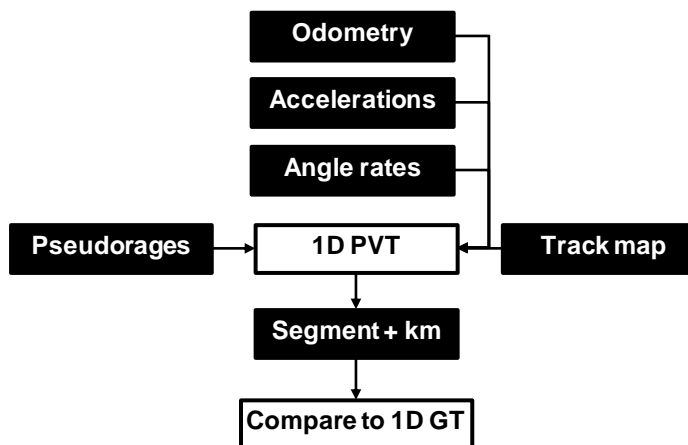 Odometry
Accelerations
Angle rates
Pseudorages
1D PVT
Track map
Segment + km
Compare to 1D GT